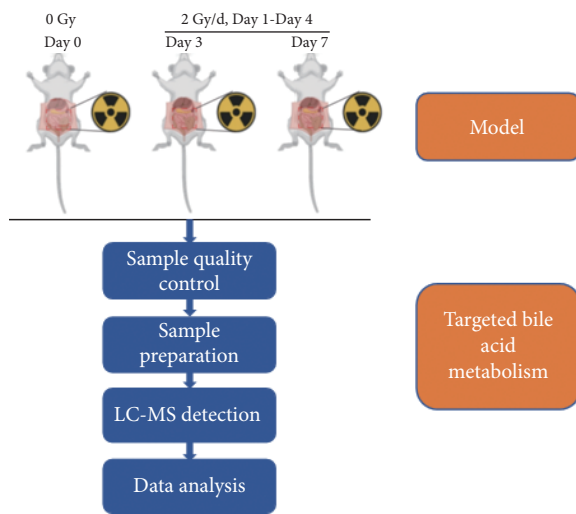 0 Gy
2 Gy/d, Day 1-Day 4
Day 0
Day 3
Day 7
Model
Sample quality
control
Sample
preparation
LC-MS detection
Data analysis
Targeted bile
acid
metabolism